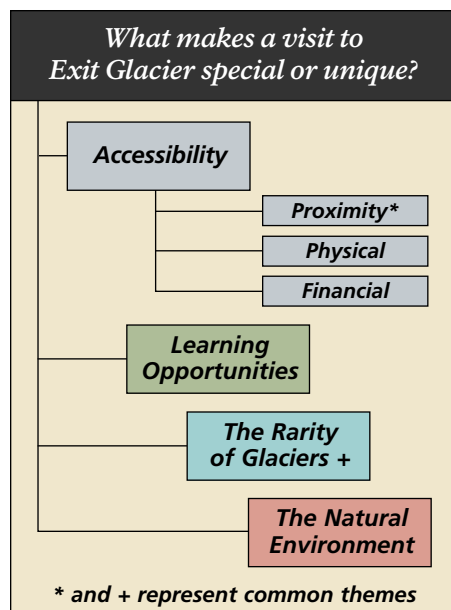 What makes a visit to
Exit Glacier special or unique?
Accessibility
Proximity*
Physical
Financial
Learning
Opportunities
The Rarity
of Glaciers +
The Natural
Environment
* and + represent common themes